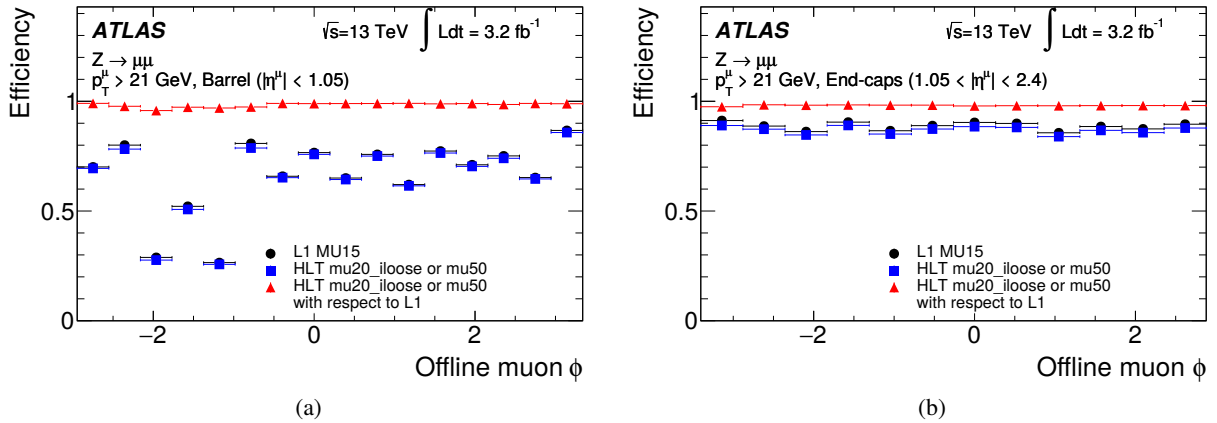 ATLAS
√s=13 TeV ∫ Ldt = 3.2 fb⁻¹
Z → μμ
p_T^μ > 21 GeV, Barrel (|η^μ| < 1.05)
Efficiency
1
0.5
0
L1 MU15
HLT mu20_iloose or mu50
HLT mu20_iloose or mu50
with respect to L1
−2 0 2
Offline muon ϕ
(a)
ATLAS
√s=13 TeV ∫ Ldt = 3.2 fb⁻¹
Z → μμ
p_T^μ > 21 GeV, End-caps (1.05 < |η^μ| < 2.4)
Efficiency
1
0.5
0
L1 MU15
HLT mu20_iloose or mu50
HLT mu20_iloose or mu50
with respect to L1
−2 0 2
Offline muon ϕ
(b)